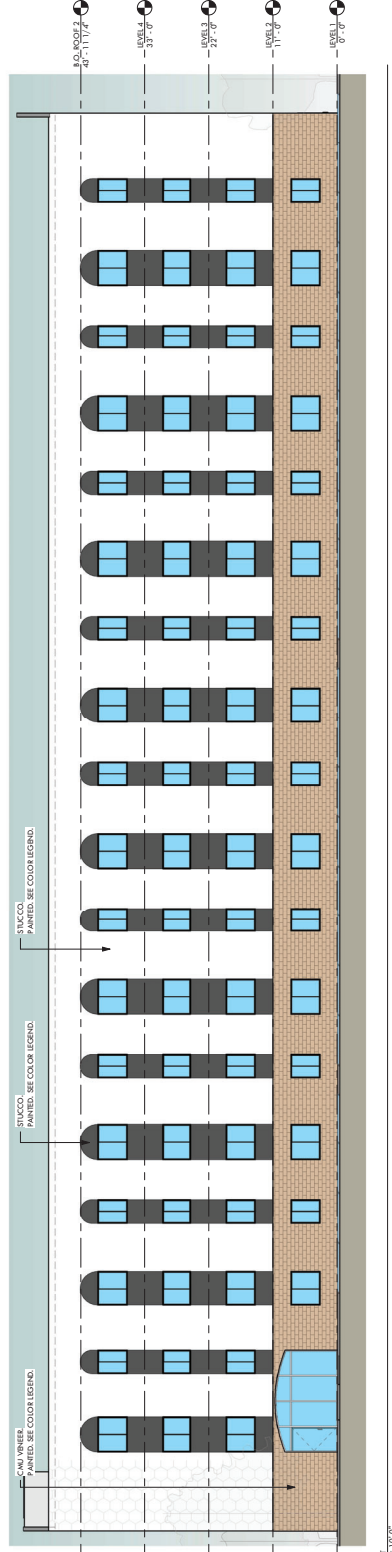 B.O. ROOF 2
43' - 11 1/4"
LEVEL 4
33' - 0"
LEVEL 3
22' - 0"
LEVEL 2
11' - 0"
LEVEL 1
0' - 0"
CMU VENEER.
PAINTED. SEE COLOR LEGEND.
STUCCO.
PAINTED. SEE COLOR LEGEND.
STUCCO.
PAINTED. SEE COLOR LEGEND.